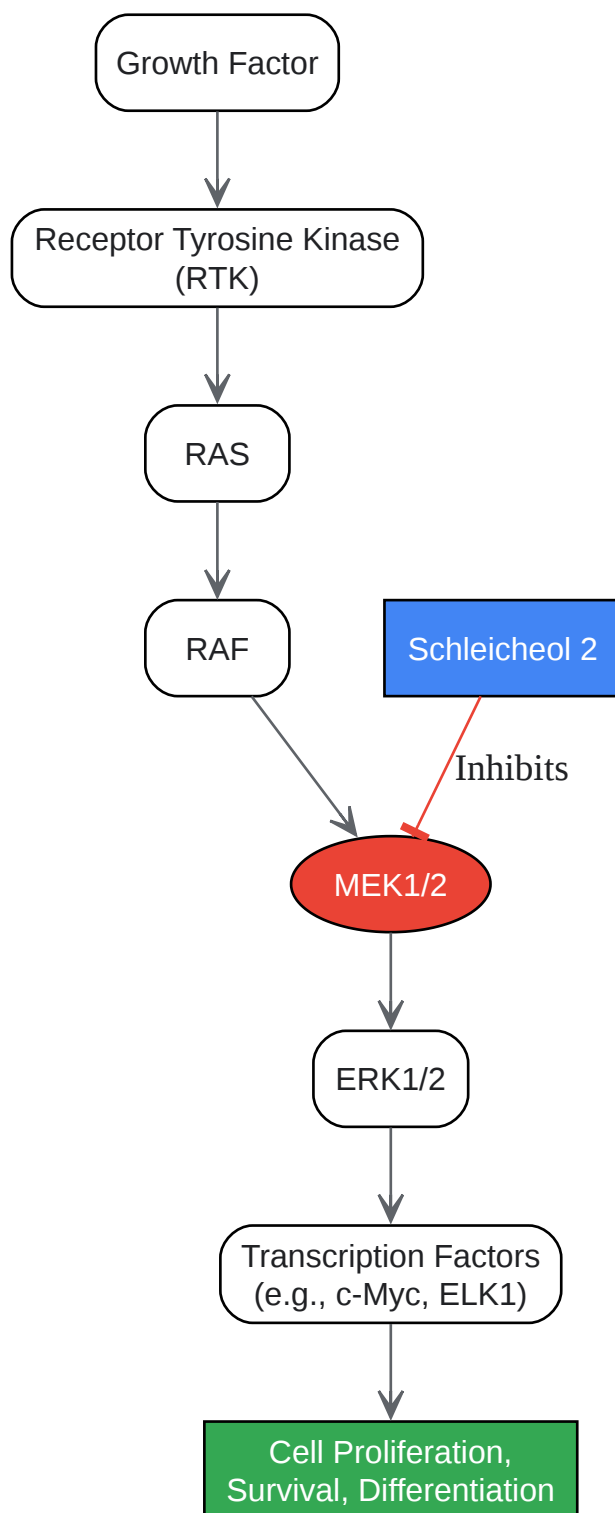 Growth Factor
Receptor Tyrosine Kinase
(RTK)
RAS
RAF
Schleicheol 2
Inhibits
MEK1/2
ERK1/2
Transcription Factors
(e.g., c-Myc, ELK1)
Cell Proliferation,
Survival, Differentiation